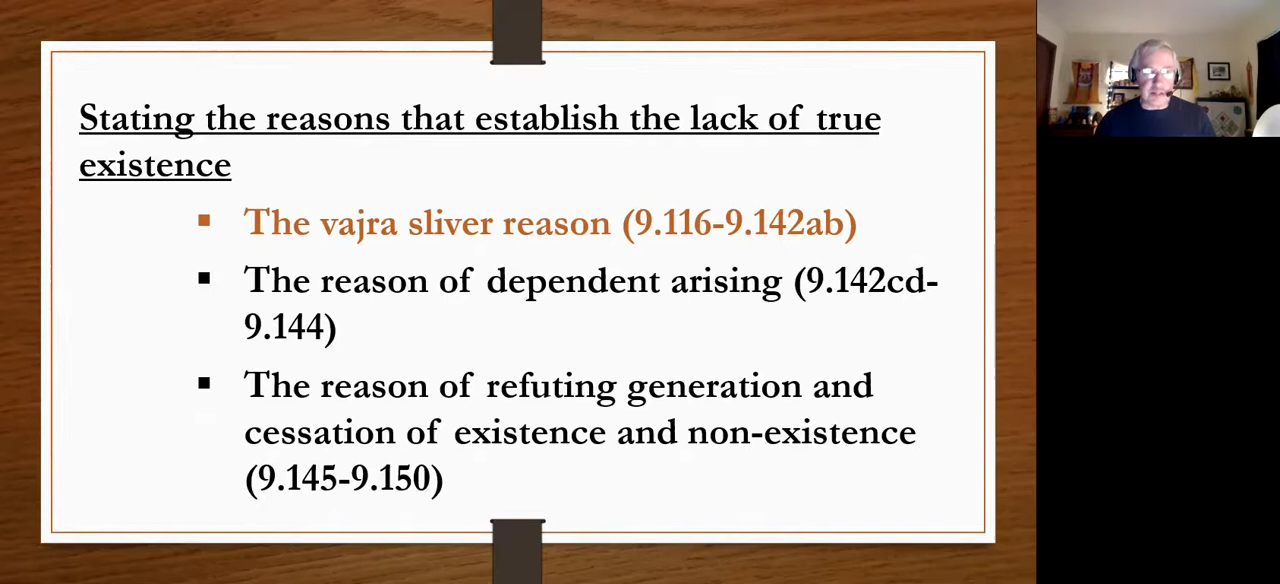 Stating the reasons that establish the lack of true
existence
▪ The vajra sliver reason (9.116-9.142ab)
▪ The reason of dependent arising (9.142cd-
9.144)
▪ The reason of refuting generation and
cessation of existence and non-existence
(9.145-9.150)